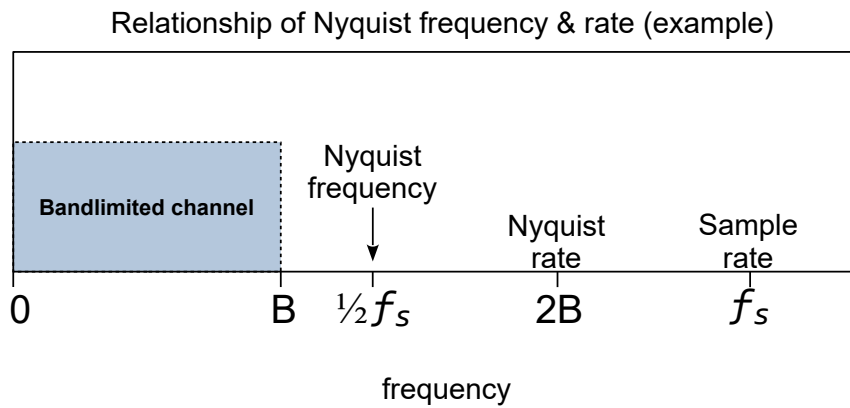 Relationship of Nyquist frequency & rate (example)
Nyquist
frequency
Bandlimited channel
Nyquist
rate
Sample
rate
0
B
½fs
2B
fs
frequency